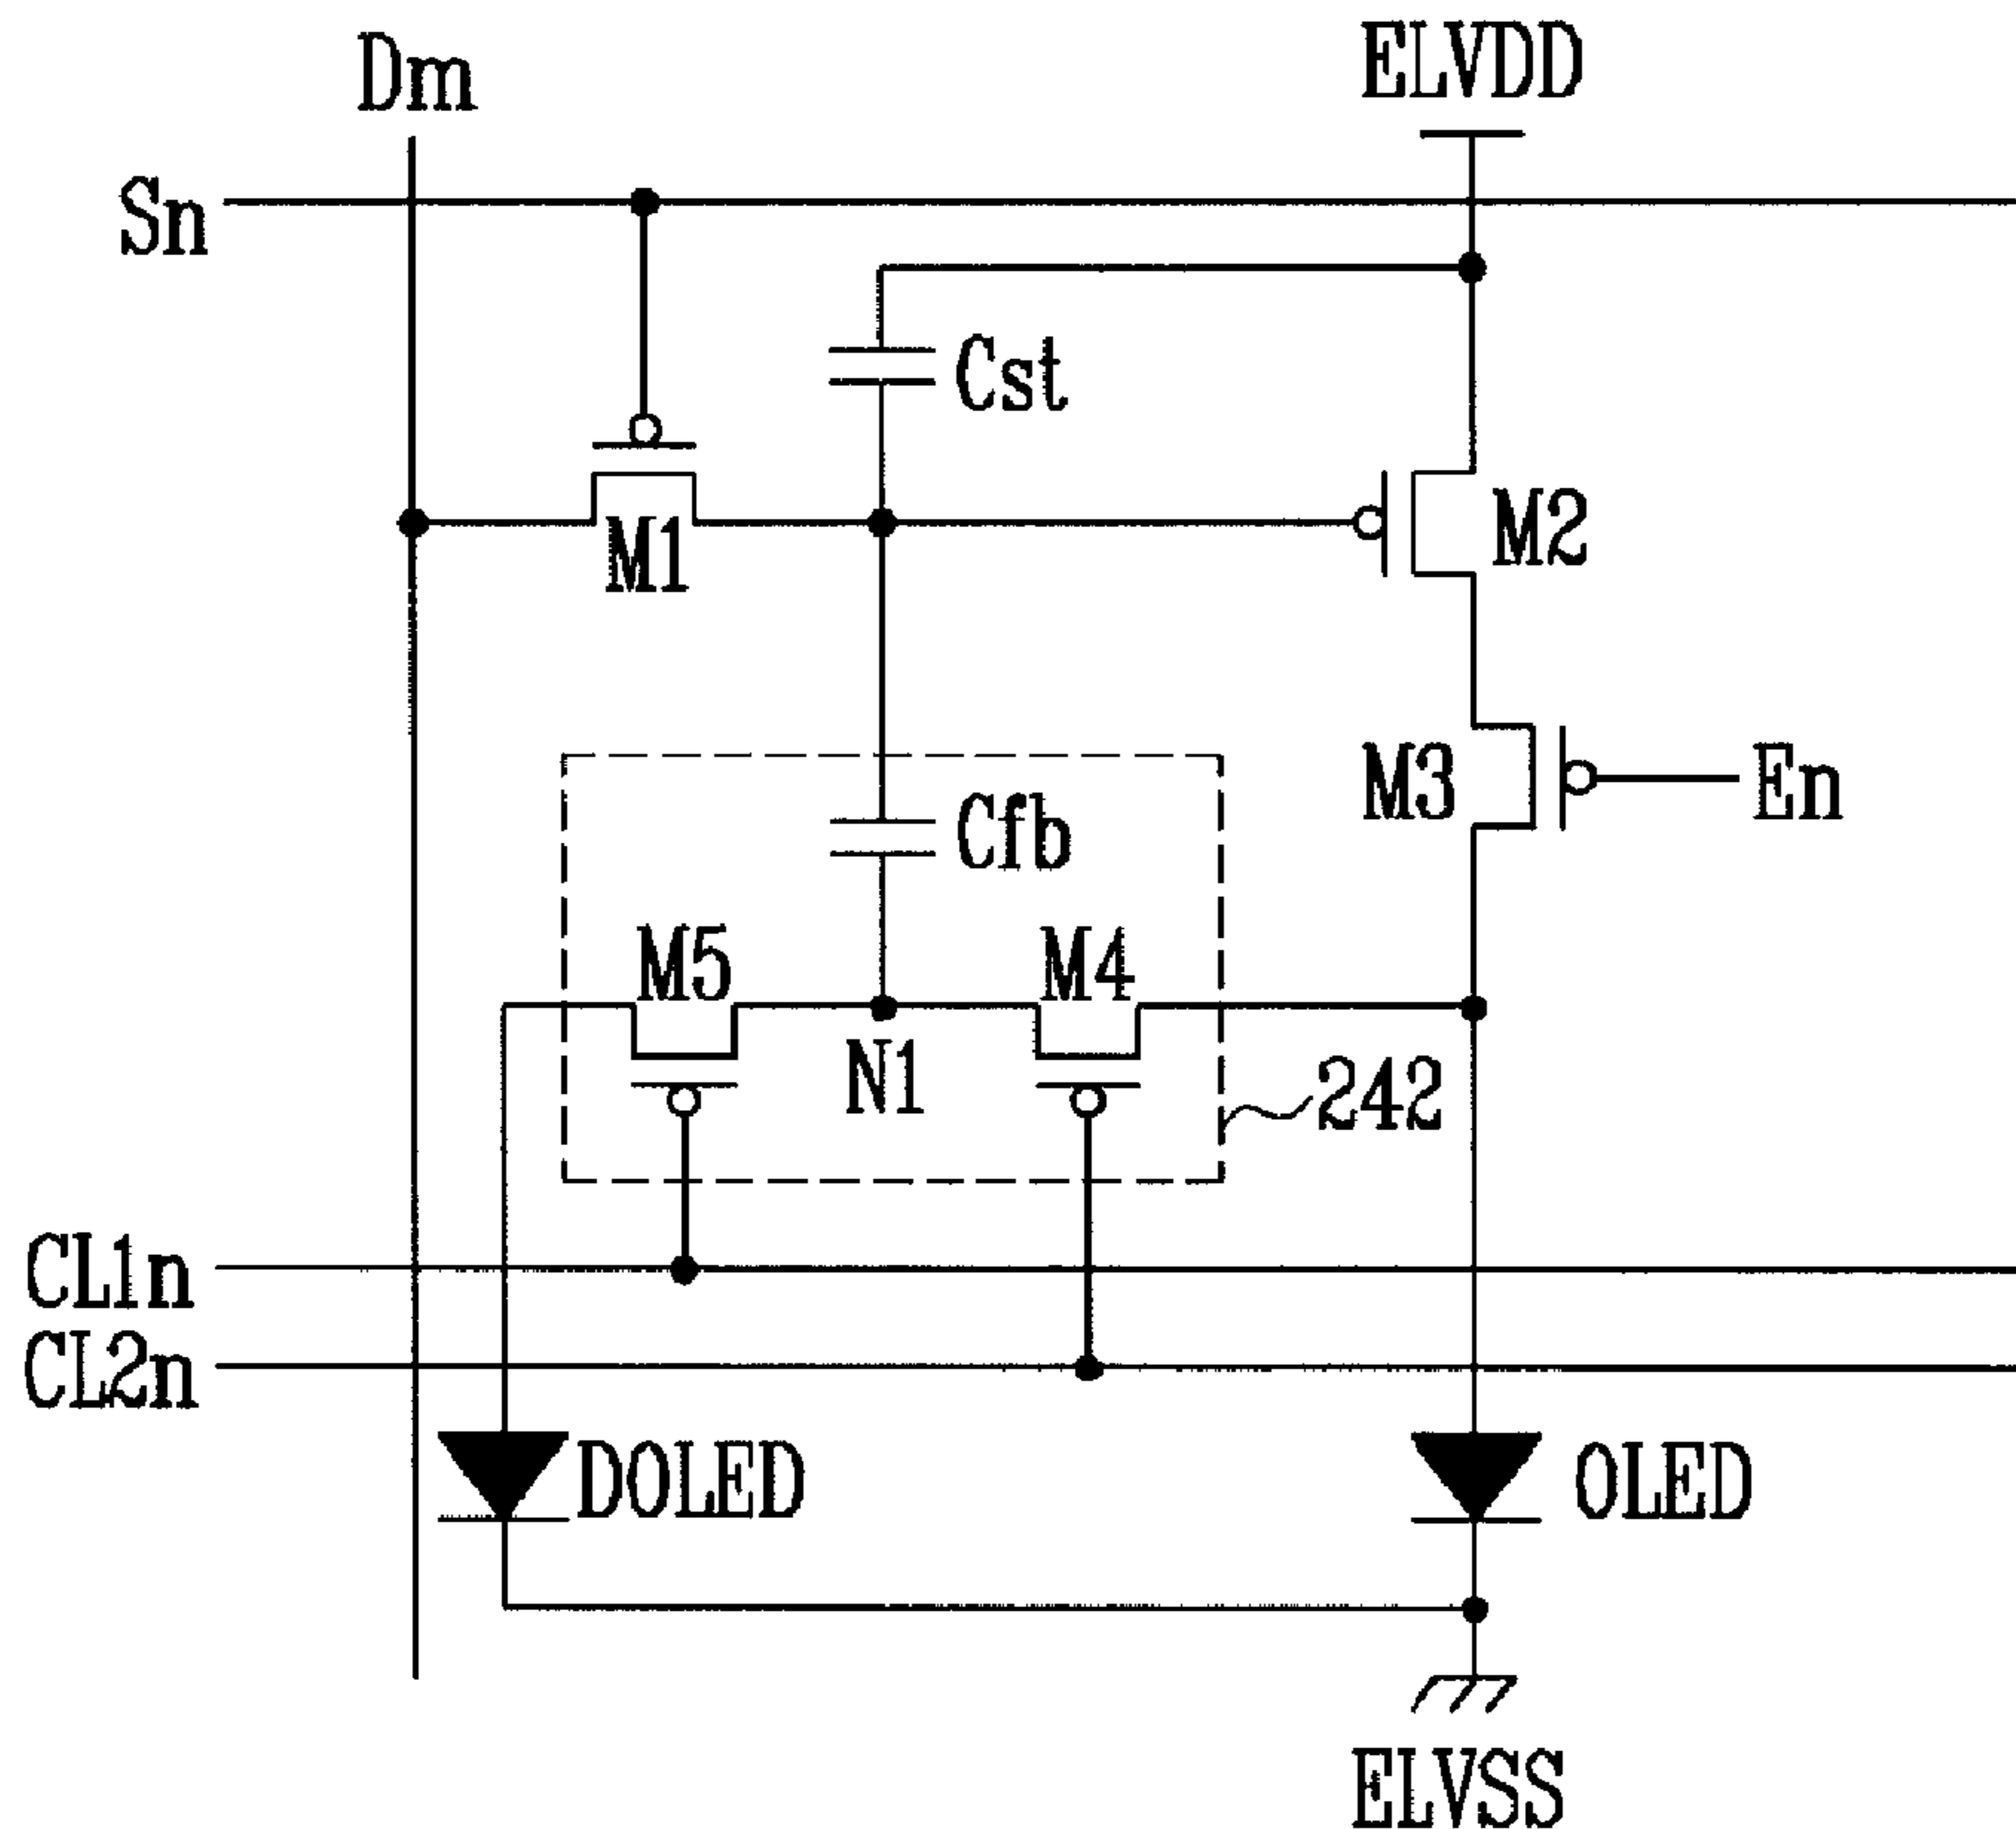 Dm
ELVDD
Sn
Cst
M1
M2
M3
En
Cfb
M5
M4
N1
242
CL1n
CL2n
DOLED
OLED
ELVSS